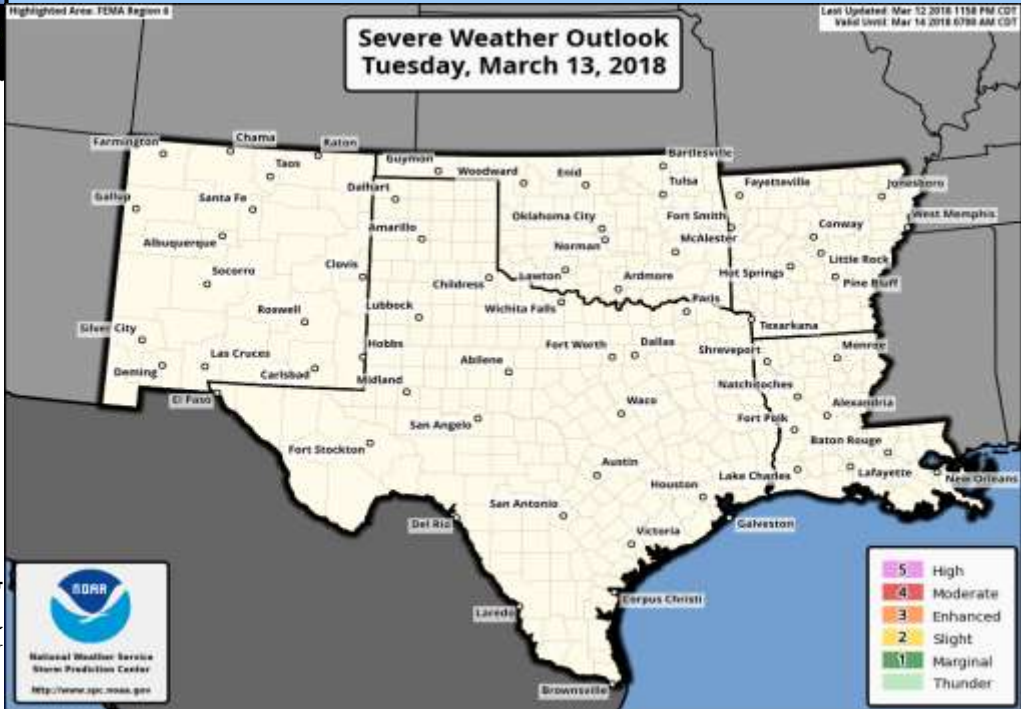 Highlighted Area: FEMA Region 6
Last Updated: Mar 12 2018 1158 PM CDT
Valid Until: Mar 14 2018 0700 AM CDT
Severe Weather Outlook
Tuesday, March 13, 2018
Farmington
Chama
Raton
Taos
Gallup
Santa Fe
Albuquerque
Socorro
Clovis
Roswell
Silver City
Las Cruces
Deming
Carlsbad
Hobbs
Guymon
Woodward
Enid
Bartlesville
Tulsa
Dalhart
Amarillo
Oklahoma City
Norman
Fort Smith
McAlester
Lawton
Ardmore
Childress
Wichita Falls
Paris
Lubbock
Fayetteville
Jonesboro
West Memphis
Conway
Little Rock
Hot Springs
Pine Bluff
Texarkana
Fort Worth
Dallas
Shreveport
Monroe
Abilene
Midland
El Paso
Natchitoches
Alexandria
Waco
Fort Polk
San Angelo
Fort Stockton
Baton Rouge
Austin
Lake Charles
Lafayette
New Orleans
Houston
San Antonio
Del Rio
Victoria
Galveston
Laredo
Corpus Christi
Brownsville
NOAA
National Weather Service
Storm Prediction Center
http://www.spc.noaa.gov
5 High
4 Moderate
3 Enhanced
2 Slight
1 Marginal
Thunder